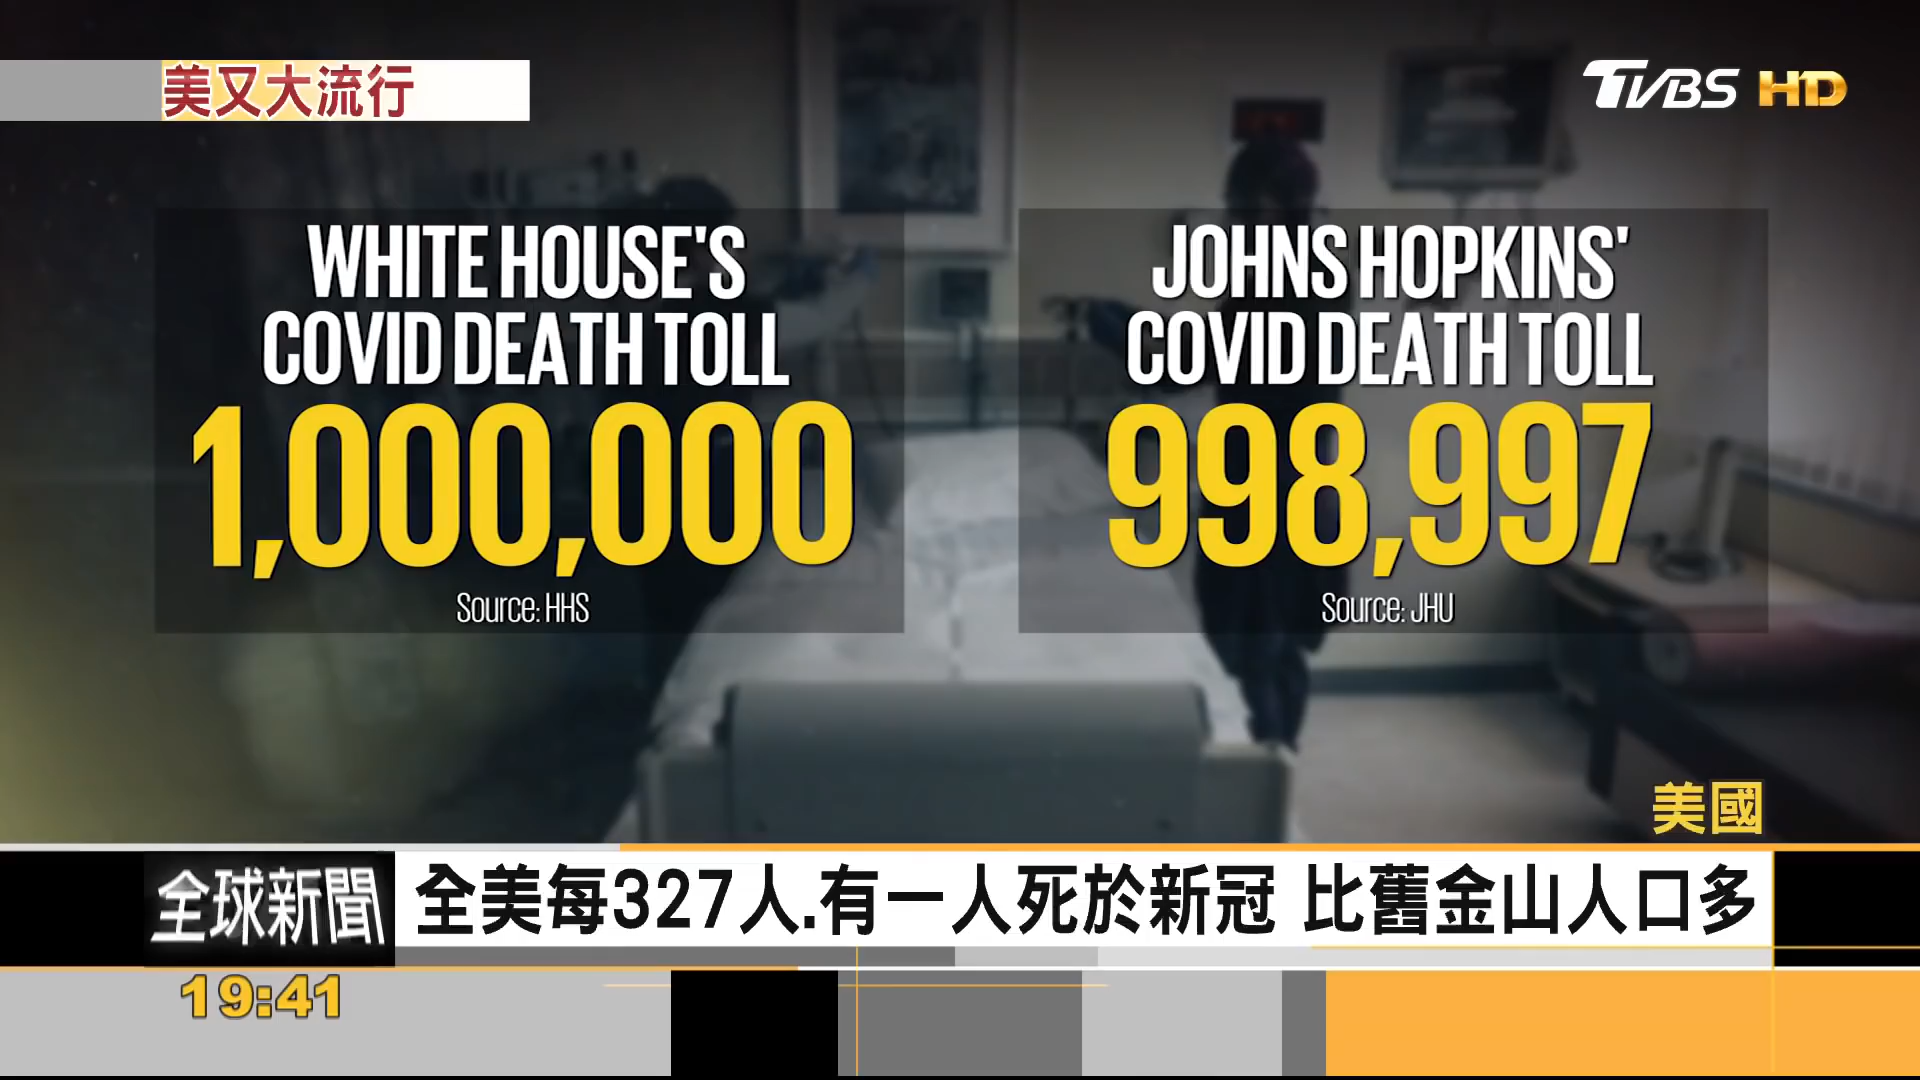 美又大流行
TVBS HD
WHITE HOUSE'S
COVID DEATH TOLL
1,000,000
Source: HHS
JOHNS HOPKINS'
COVID DEATH TOLL
998,997
Source: JHU
美國
全球新聞
全美每327人.有一人死於新冠 比舊金山人口多
19:41